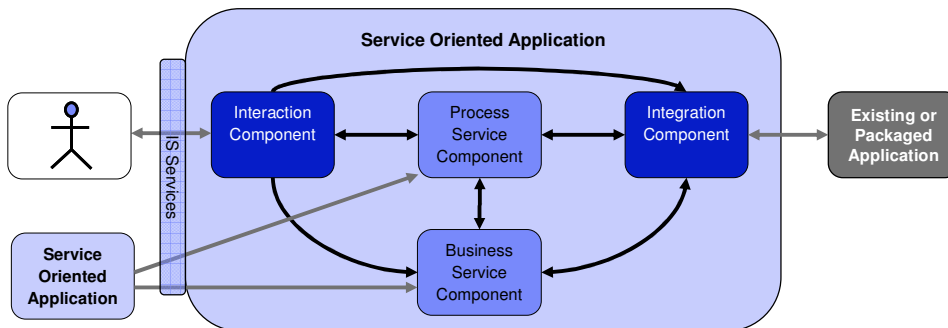 Service Oriented Application
Interaction
Component
Process
Service
Component
Integration
Component
Existing or
Packaged
Application
IS Services
Service
Oriented
Application
Business
Service
Component